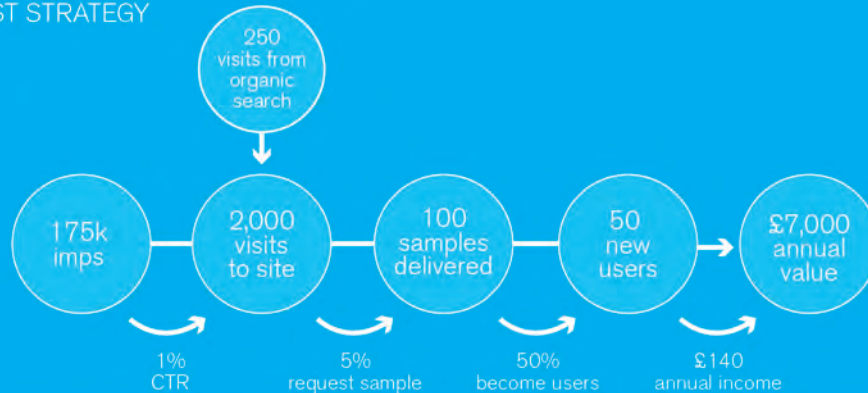 STRATEGY
250
visits from
organic
search
175k
imps
2,000
visits
to site
100
samples
delivered
50
new
users
£7,000
annual
value
1%
CTR
5%
request sample
50%
become users
£140
annual income